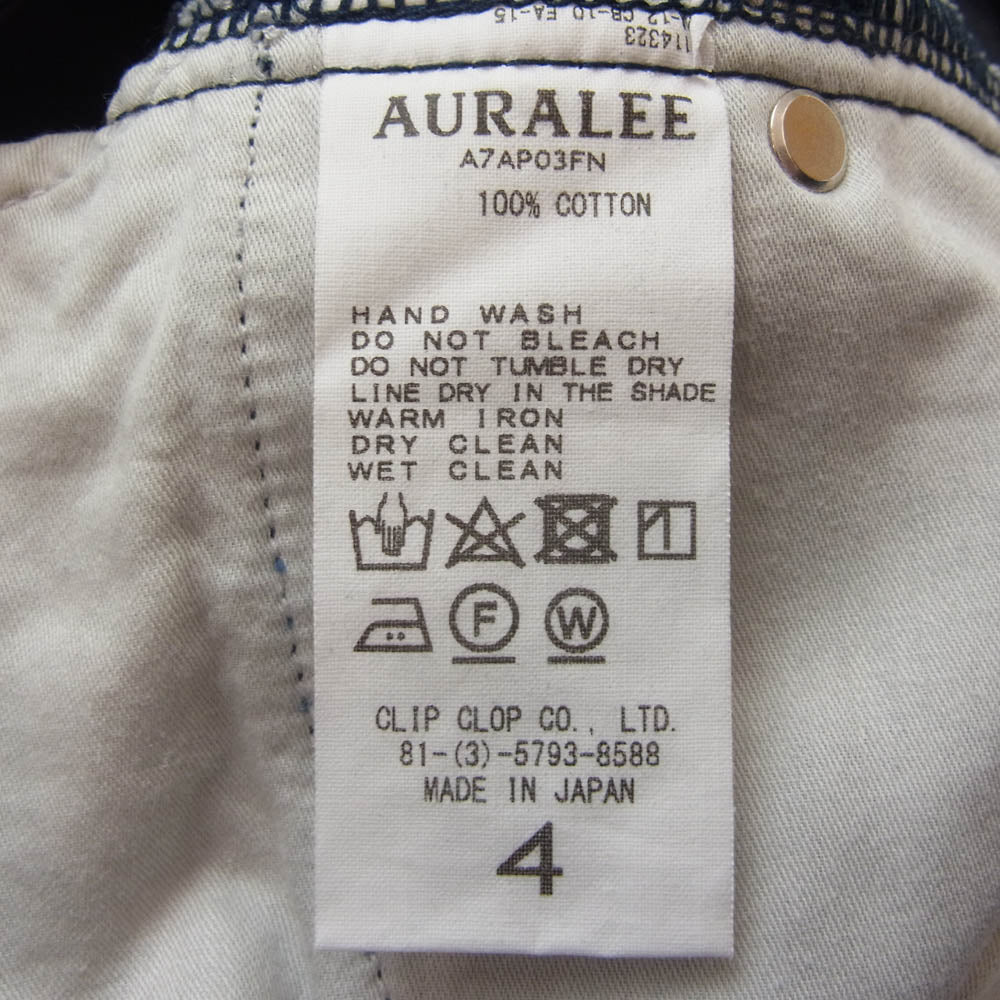 114323
AURALEE
A7AP03FN
100% COTTON
HAND WASH
DO NOT BLEACH
DO NOT TUMBLE DRY
LINE DRY IN THE SHADE
WARM IRON
DRY CLEAN
WET CLEAN
F
W
CLIP CLOP CO., LTD.
81-(3)-5793-8588
MADE IN JAPAN
4